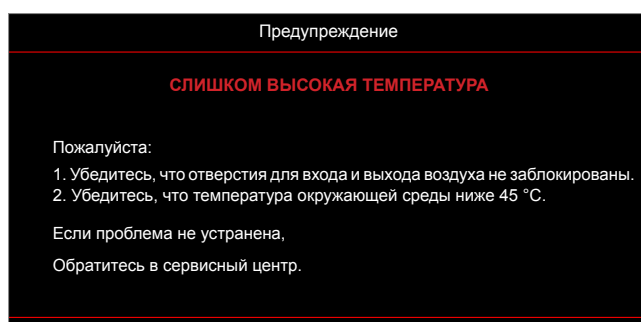 Предупреждение
СЛИШКОМ ВЫСОКАЯ ТЕМПЕРАТУРА
Пожалуйста:
1. Убедитесь, что отверстия для входа и выхода воздуха не заблокированы.
2. Убедитесь, что температура окружающей среды ниже 45 °C.
Если проблема не устранена,
Обратитесь в сервисный центр.